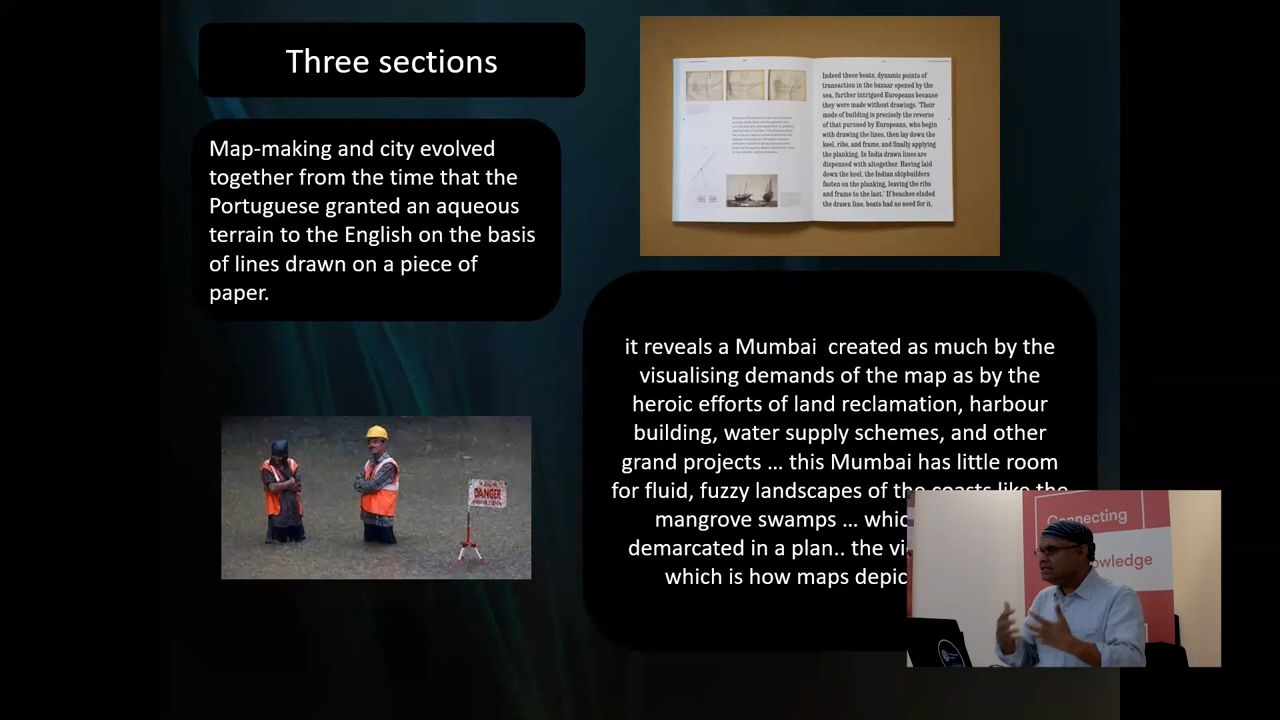 Three sections
Map-making and city evolved
together from the time that the
Portuguese granted an aqueous
terrain to the English on the basis
of lines drawn on a piece of
paper.
Indeed these boats, dynamic points of
transaction in the bazaar opened by the
sea, further intrigued Europeans because
they were made without drawings. 'Their
mode of building is precisely the reverse
of that pursued by Europeans, who begin
with drawing the lines, then lay down the
keel, ribs, and frame, and finally applying
the planking. In India drawn lines are
dispensed with altogether. Having laid
down the keel, the Indian shipbuilders
fasten on the planking, leaving the ribs
and frame to the last.' If beaches eluded
the drawn line, boats had no need for it.
it reveals a Mumbai  created as much by the
visualising demands of the map as by the
heroic efforts of land reclamation, harbour
building, water supply schemes, and other
grand projects … this Mumbai has little room
for fluid, fuzzy landscapes of the coasts like the
mangrove swamps …
demarcated in a plan.. the
which is how maps
DANGER
Connecting